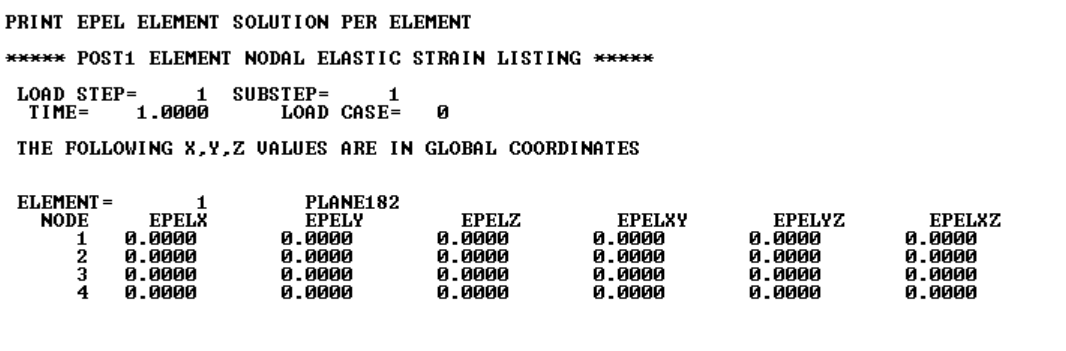 PRINT EPEL ELEMENT SOLUTION PER ELEMENT
***** POST1 ELEMENT NODAL ELASTIC STRAIN LISTING *****
LOAD STEP= 1 SUBSTEP= 1
TIME= 1.0000 LOAD CASE= 0
THE FOLLOWING X,Y,Z VALUES ARE IN GLOBAL COORDINATES
ELEMENT= 1 PLANE182
NODE EPELX EPELY EPELZ EPELXY EPELYZ EPELXZ
1 0.0000 0.0000 0.0000 0.0000 0.0000 0.0000
2 0.0000 0.0000 0.0000 0.0000 0.0000 0.0000
3 0.0000 0.0000 0.0000 0.0000 0.0000 0.0000
4 0.0000 0.0000 0.0000 0.0000 0.0000 0.0000